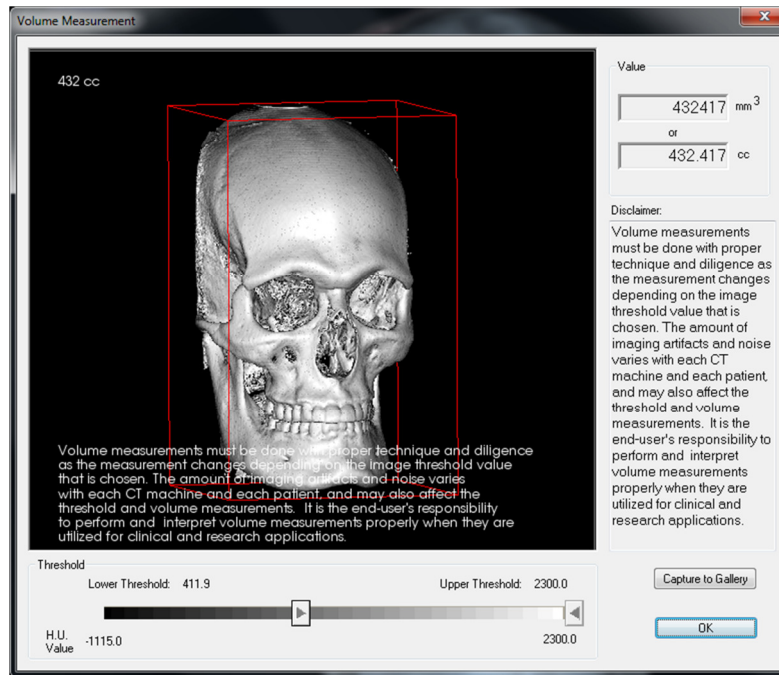 Volume Measurement
432 cc
Volume measurements must be done with proper technique and diligence
as the measurement changes depending on the image threshold value
that is chosen. The amount of imaging artifacts and noise varies
with each CT machine and each patient, and may also affect the
threshold and volume measurements. It is the end-user's responsibility
to perform and interpret volume measurements properly when they are
utilized for clinical and research applications.
Value
432417 mm3
or
432.417 cc
Disclaimer:
Volume measurements
must be done with proper
technique and diligence as
the measurement changes
depending on the image
threshold value that is
chosen. The amount of
imaging artifacts and noise
varies with each CT
machine and each patient,
and may also affect the
threshold and volume
measurements. It is the
end-user's responsibility to
perform and interpret
volume measurements
properly when they are
utilized for clinical and
research applications.
Threshold
Lower Threshold: 411.9 Upper Threshold: 2300.0
H.U.
Value -1115.0 2300.0
Capture to Gallery
OK